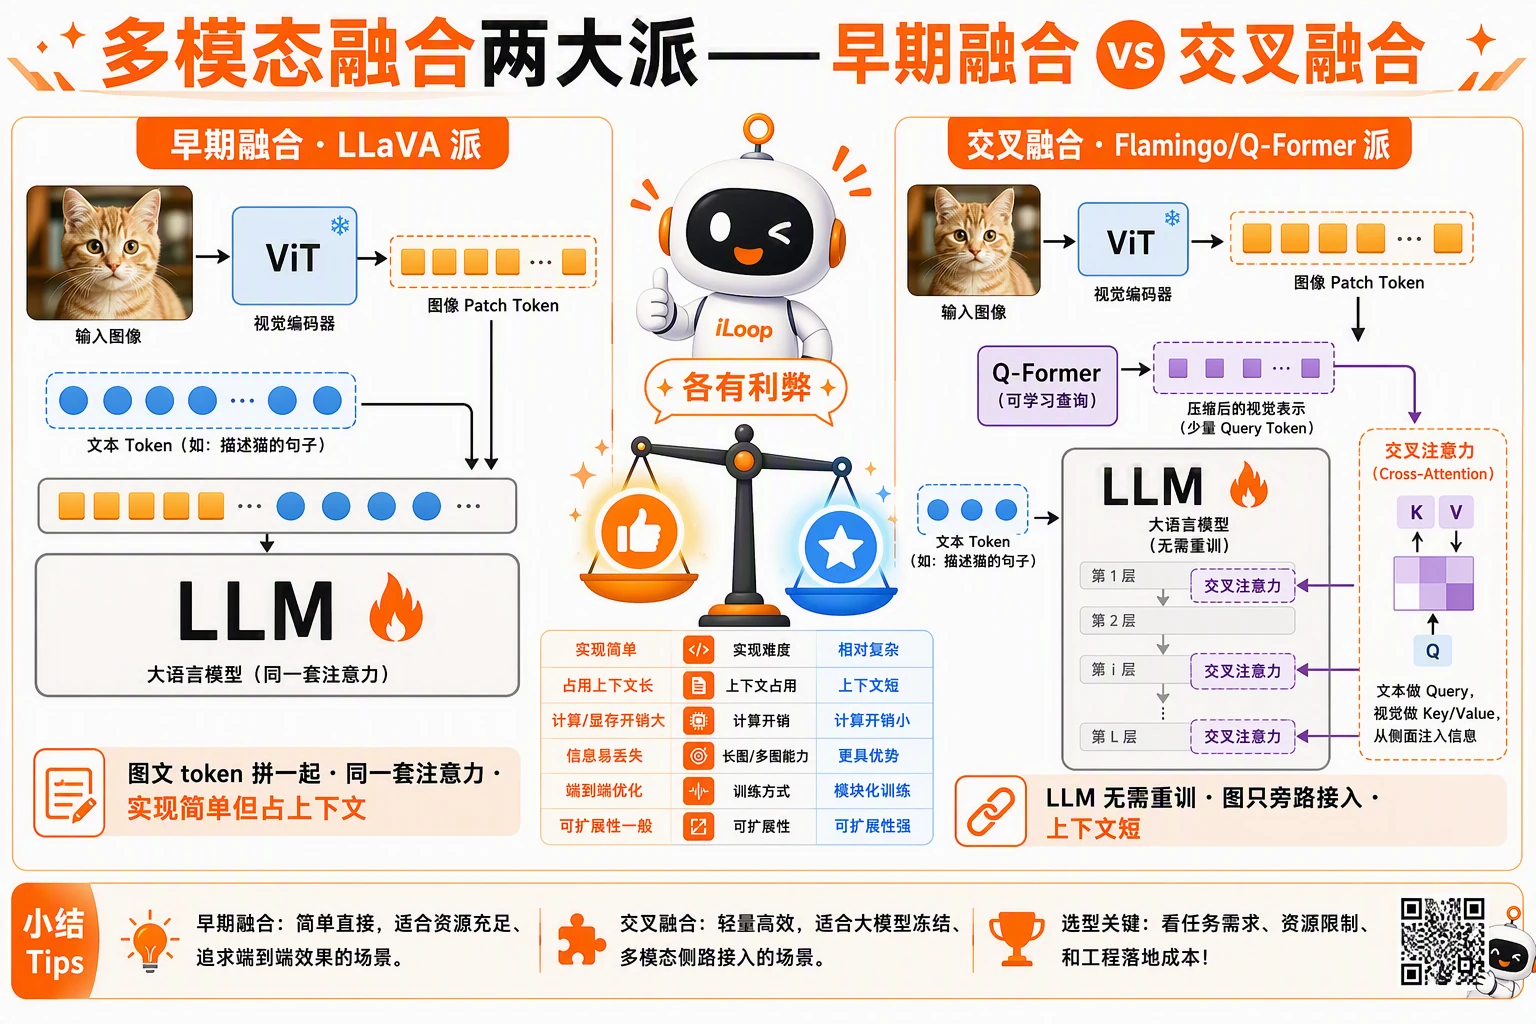 多模态融合两大派——早期融合 VS 交叉融合
早期融合·LLaVA 派
ViT
输入图像
视觉编码器
...
图像 Patch Token
...
文本 Token（如：描述猫的句子）
... ...
LLM
大语言模型（同一套注意力）
图文 token 拼一起·同一套注意力·
实现简单但占上下文
iLoop
各有利弊
实现简单 </> 实现难度 相对复杂
占用上下文长 上下文占用 上下文短
计算/显存开销大 计算开销 计算开销小
信息易丢失 长图/多图能力 更具优势
端到端优化 训练方式 模块化训练
可扩展性一般 可扩展性 可扩展性强
交叉融合·Flamingo/Q-Former 派
ViT
输入图像
视觉编码器
...
图像 Patch Token
Q-Former
（可学习查询）
...
压缩后的视觉表示
（少量 Query Token）
文本 Token
（如：描述猫的句子）
LLM
大语言模型
（无需重训）
第 1 层 交叉注意力
第 2 层
第 i 层 交叉注意力
第 L 层 交叉注意力
交叉注意力
（Cross-Attention）
K V
Q
文本做 Query，
视觉做 Key/Value，
从侧面注入信息
LLM 无需重训·图只旁路接入·
上下文短
小结
Tips
早期融合：简单直接，适合资源充足、
追求端到端效果的场景。
交叉融合：轻量高效，适合大模型冻结、
多模态侧路接入的场景。
选型关键：看任务需求、资源限制、
和工程落地成本！